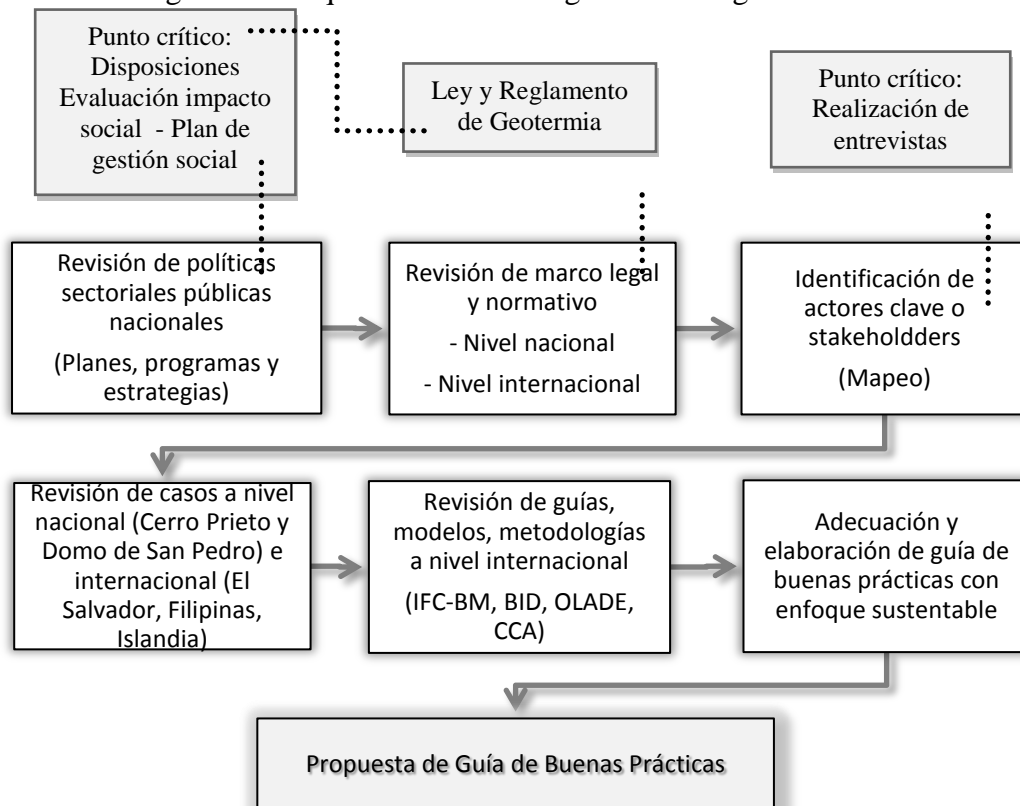 Punto crítico:
Disposiciones
Evaluación impacto
social - Plan de
gestión social
Ley y Reglamento
de Geotermia
Punto crítico:
Realización de
entrevistas
Revisión de políticas
sectoriales públicas
nacionales
(Planes, programas y
estrategias)
Revisión de marco legal
y normativo
- Nivel nacional
- Nivel internacional
Identificación de
actores clave o
stakeholdders
(Mapeo)
Revisión de casos a nivel
nacional (Cerro Prieto y
Domo de San Pedro) e
internacional (El
Salvador, Filipinas,
Islandia)
Revisión de guías,
modelos, metodologías
a nivel internacional
(IFC-BM, BID, OLADE,
CCA)
Adecuación y
elaboración de guía de
buenas prácticas con
enfoque sustentable
Propuesta de Guía de Buenas Prácticas